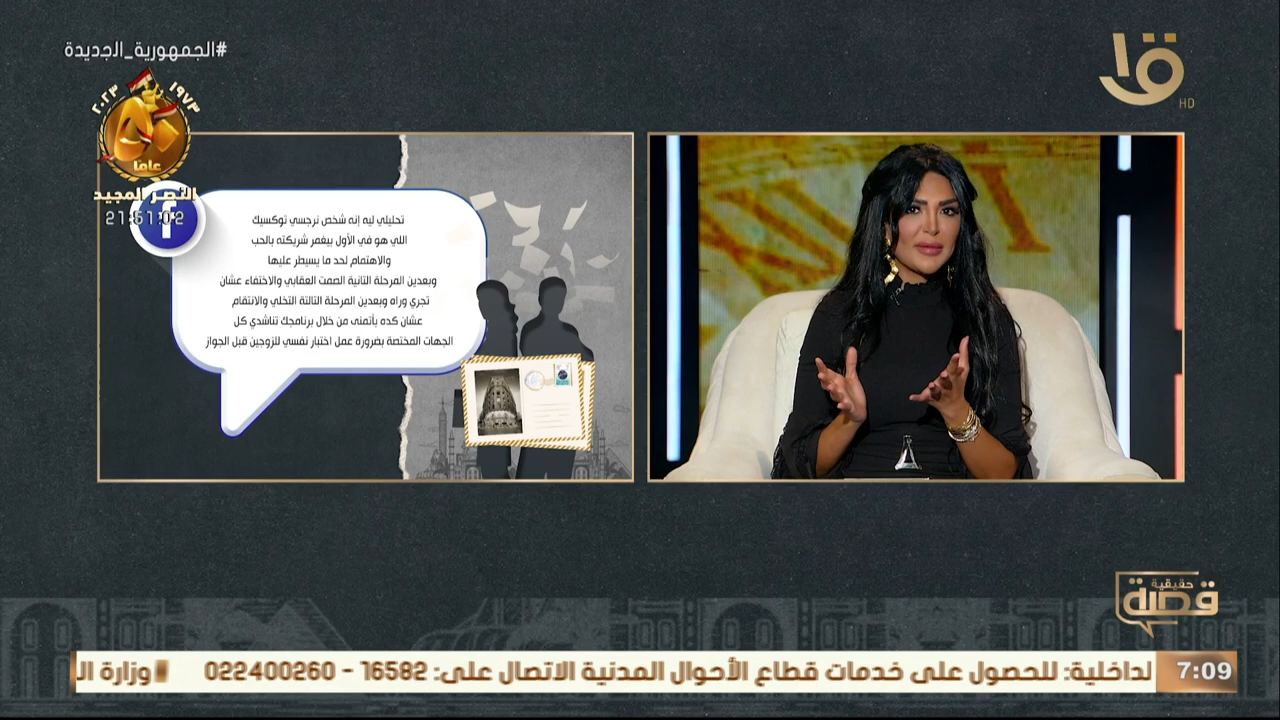 #الجمهورية_الجديدة
١٩٧٣
٢٠٢٣
٥٠
عاما
النصر المجيد
21:51:02
HD
تحليلي ليه إنه شخص نرجسي توكسيك
اللي هو في الأول بيغمر شريكته بالحب
والاهتمام لحد ما يسيطر عليها
وبعدين المرحلة التانية الصمت العقابي والاختفاء عشان
تجري وراه وبعدين المرحلة التالتة التخلي والانتقام
عشان كده بأتمنى من خلال برنامجك تناشدي كل
الجهات المختصة بضرورة عمل اختبار نفسي للزوجين قبل الجواز
قصة
حقيقية
7:09
لداخلية: للحصول على خدمات قطاع الأحوال المدنية الاتصال على: 16582 - 022400260 وزارة ال